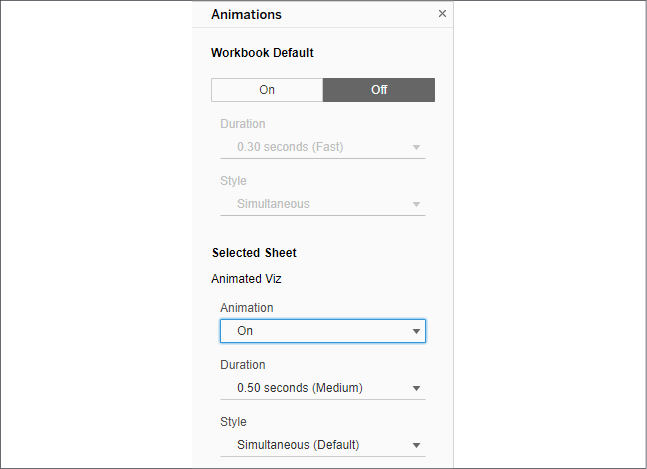 Animations
Workbook Default
On Off
Duration
0.30 seconds (Fast)
Style
Simultaneous
Selected Sheet
Animated Viz
Animation
On
Duration
0.50 seconds (Medium)
Style
Simultaneous (Default)